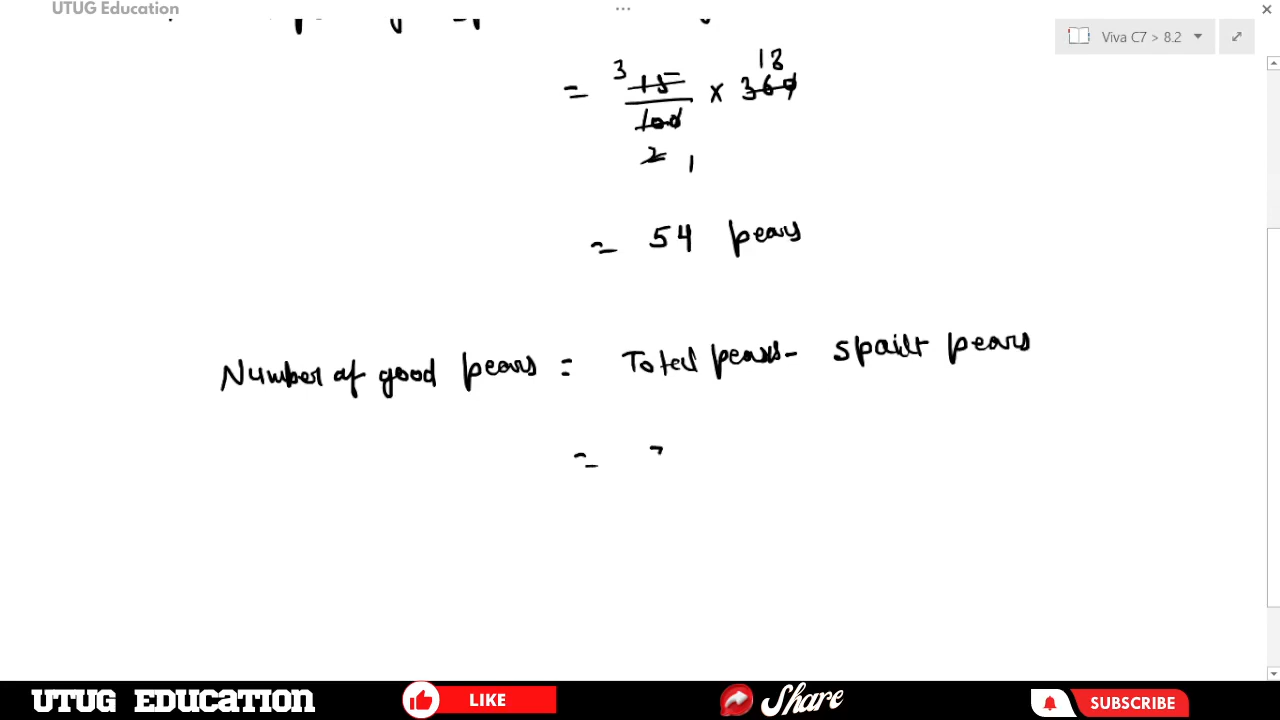 UTUG Education
Viva C7 > 8.2
3 18
= 15 × 360
100
2 1
= 54 pears
Number of good pears = Total pears - spoilt pears
=
UTUG EDUCATION LIKE Share SUBSCRIBE